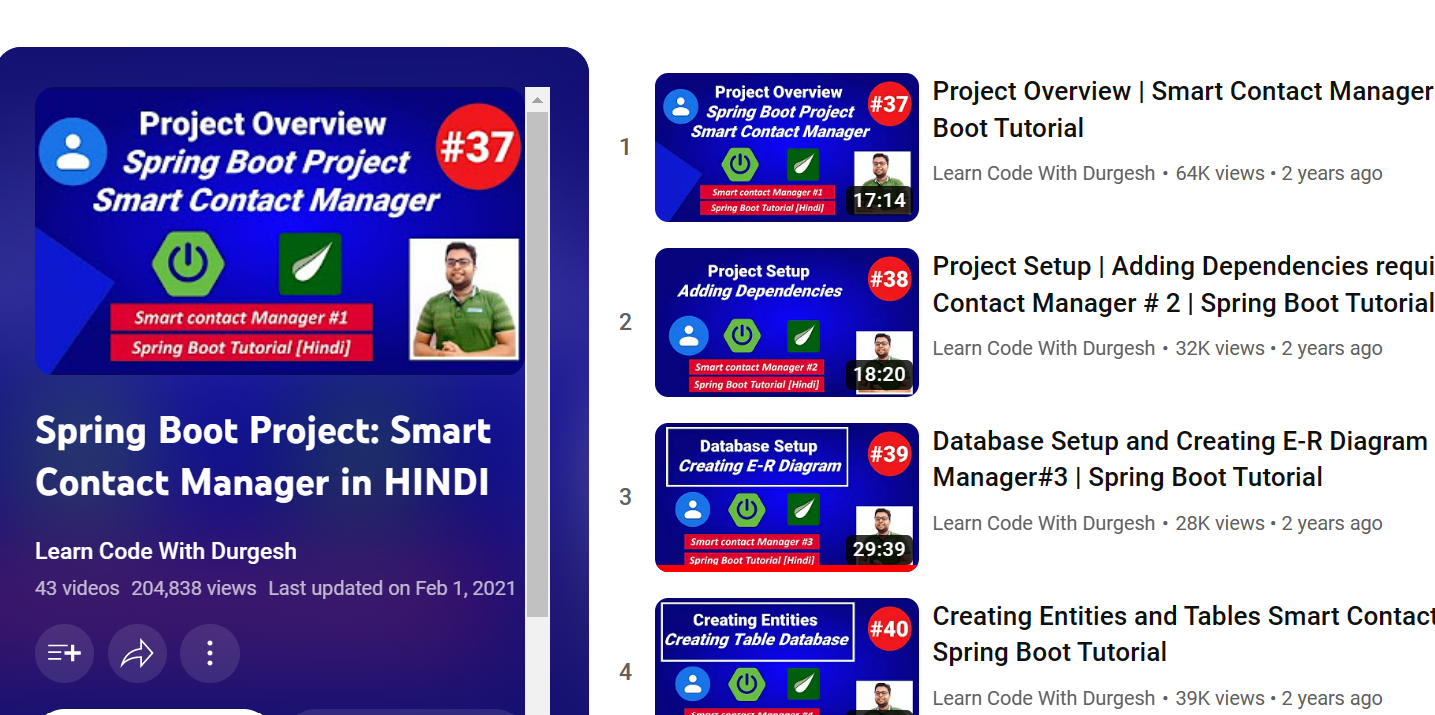 Project Overview
Spring Boot Project
Smart Contact Manager
#37
Smart contact Manager #1
Spring Boot Tutorial [Hindi]
Spring Boot Project: Smart
Contact Manager in HINDI
Learn Code With Durgesh
43 videos 204,838 views Last updated on Feb 1, 2021
1
Project Overview
Spring Boot Project
Smart Contact Manager
#37
Smart contact Manager #1
Spring Boot Tutorial [Hindi]
17:14
Project Overview | Smart Contact Manager
Boot Tutorial
Learn Code With Durgesh • 64K views • 2 years ago
2
Project Setup
Adding Dependencies
#38
Smart contact Manager #2
Spring Boot Tutorial [Hindi]
18:20
Project Setup | Adding Dependencies requi
Contact Manager # 2 | Spring Boot Tutorial
Learn Code With Durgesh • 32K views • 2 years ago
3
Database Setup
Creating E-R Diagram
#39
Smart contact Manager #3
Spring Boot Tutorial [Hindi]
29:39
Database Setup and Creating E-R Diagram
Manager#3 | Spring Boot Tutorial
Learn Code With Durgesh • 28K views • 2 years ago
4
Creating Entities
Creating Table Database
#40
Creating Entities and Tables Smart Contact
Spring Boot Tutorial
Learn Code With Durgesh • 39K views • 2 years ago